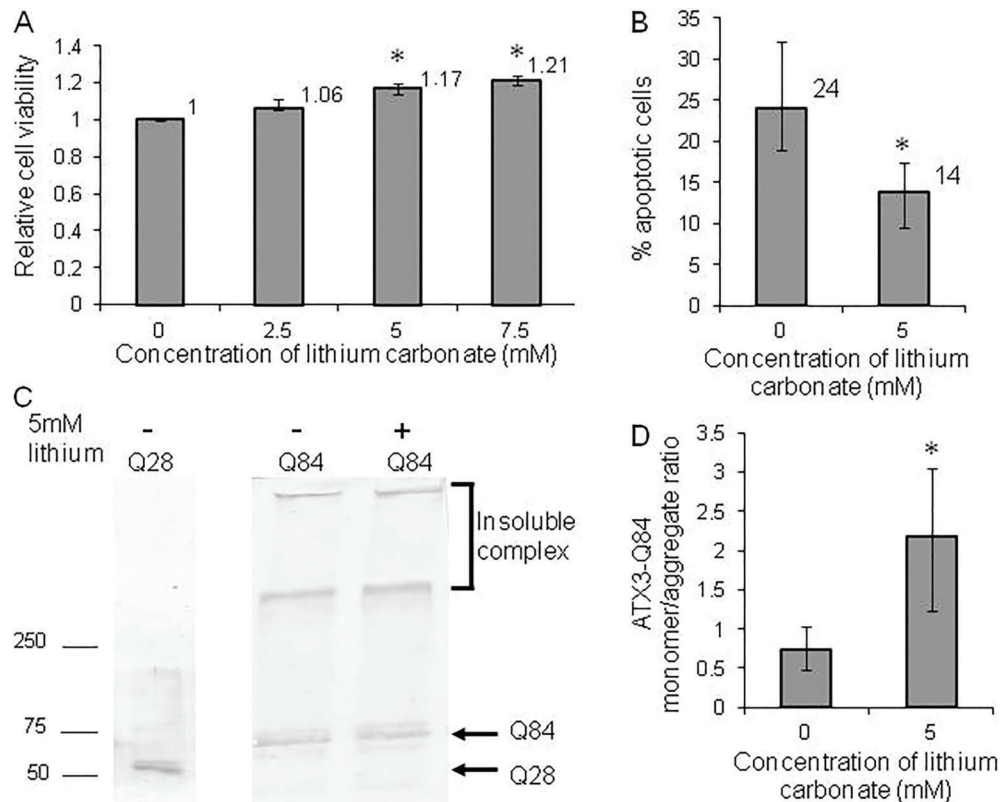 A
Relative cell viability
1.4
1.2
1
0.8
0.6
0.4
0.2
0
1
1.06
*
1.17
*
1.21
0 2.5 5 7.5
Concentration of lithium carbonate (mM)
B
% apoptotic cells
35
30
25
20
15
10
5
0
24
*
14
0 5
Concentration of lithium
carbonate (mM)
C
5mM
lithium
- - +
Q28 Q84 Q84
Insoluble
complex
250
75
50
Q84
Q28
D
ATX3-Q84
monomer/aggregate ratio
3.5
3
2.5
2
1.5
1
0.5
0
*
0 5
Concentration of lithium
carbonate (mM)